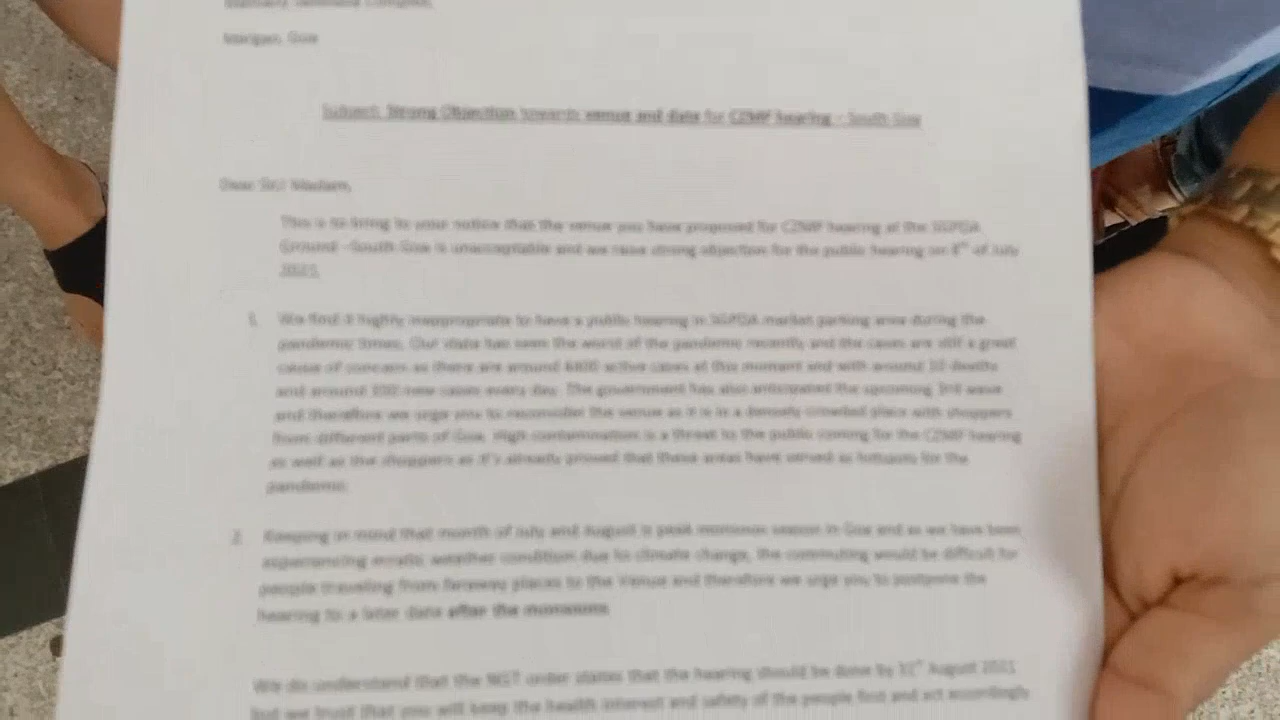 Margao, Goa
Subject: Strong Objection towards venue and date for CZMP hearing - South Goa
Dear Sir/ Madam,
This is to bring to your notice that the venue you have proposed for CZMP hearing at the SGPDA
Ground -South Goa is unacceptable and we raise strong objection for the public hearing on 8th of July
2021.
1. We find it highly inappropriate to have a public hearing in SGPDA market parking area during the
pandemic times. Our state has seen the worst of the pandemic recently and the cases are still a great
cause of concern as there are around active cases at this moment and with around 10 deaths
and around new cases every day. The government has also anticipated the upcoming 3rd wave
and therefore we urge you to reconsider the venue as it is in a densely crowded place with shoppers
from different parts of Goa. High contamination is a threat to the public coming for the CZMP hearing
as well as the shoppers as it's already proved that these areas have served as hotspots for the
pandemic.
2. Keeping in mind that month of July and August is peak monsoon season in Goa and as we have been
experiencing erratic weather condition due to climate change, the commuting would be difficult for
people traveling from faraway places to the Venue and therefore we urge you to postpone the
hearing to a later date after the monsoons.
We do understand that the NGT order states that the hearing should be done by 31st August 2021
but we trust that you will keep the health interest and safety of the people first and act accordingly